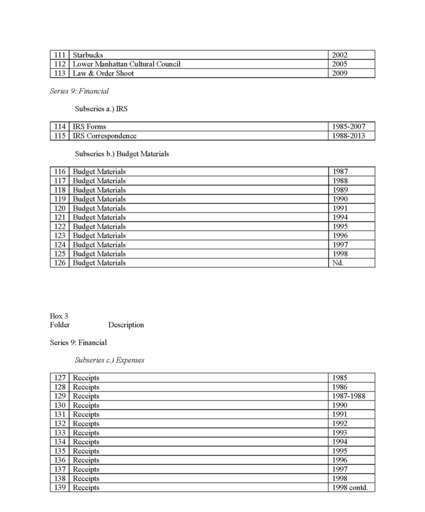 111 Starbucks 2002
112 Lower Manhattan Cultural Council 2005
113 Law & Order Shoot 2009
Series 9: Financial
Subseries a.) IRS
114 IRS Forms 1985-2007
115 IRS Correspondence 1988-2013
Subseries b.) Budget Materials
116 Budget Materials 1987
117 Budget Materials 1988
118 Budget Materials 1989
119 Budget Materials 1990
120 Budget Materials 1991
121 Budget Materials 1994
122 Budget Materials 1995
123 Budget Materials 1996
124 Budget Materials 1997
125 Budget Materials 1998
126 Budget Materials Nd.
Box 3
Folder Description
Series 9: Financial
Subseries c.) Expenses
127 Receipts 1985
128 Receipts 1986
129 Receipts 1987-1988
130 Receipts 1990
131 Receipts 1991
132 Receipts 1992
133 Receipts 1993
134 Receipts 1994
135 Receipts 1995
136 Receipts 1996
137 Receipts 1997
138 Receipts 1998
139 Receipts 1998 contd.